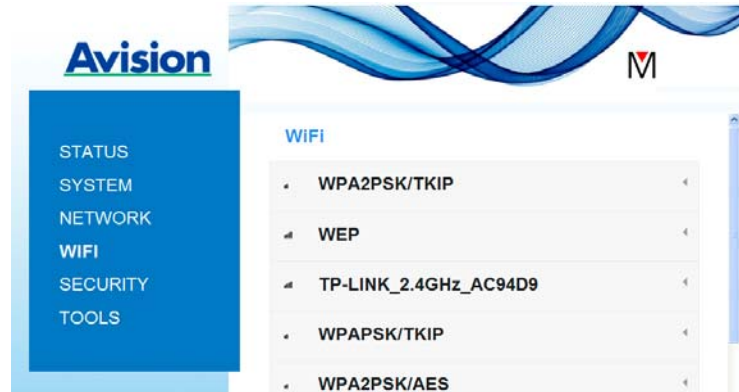 Avision
M
STATUS
SYSTEM
NETWORK
WIFI
SECURITY
TOOLS
WiFi
WPA2PSK/TKIP
WEP
TP-LINK_2.4GHz_AC94D9
WPAPSK/TKIP
WPA2PSK/AES